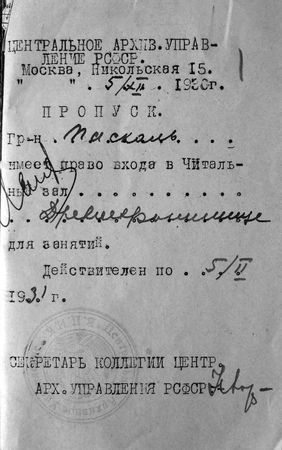 ЦЕНТРАЛЬНОЕ АРХИВ. УПРАВ-
ЛЕНИЕ РСФСР.
Москва, Никольская 15.
" " . 5/XII . 1930г.
ПРОПУСК.
Гр-н. Паскаль. . . .
имеет право входа в Читаль-
ный зал . . . . . . . . . .
. . Древлехранилище
для занятий.
Действителен по . . 5/V
1931 г.
СЕКРЕТАРЬ КОЛЛЕГИИ ЦЕНТР.
АРХ. УПРАВЛЕНИЯ РСФСР